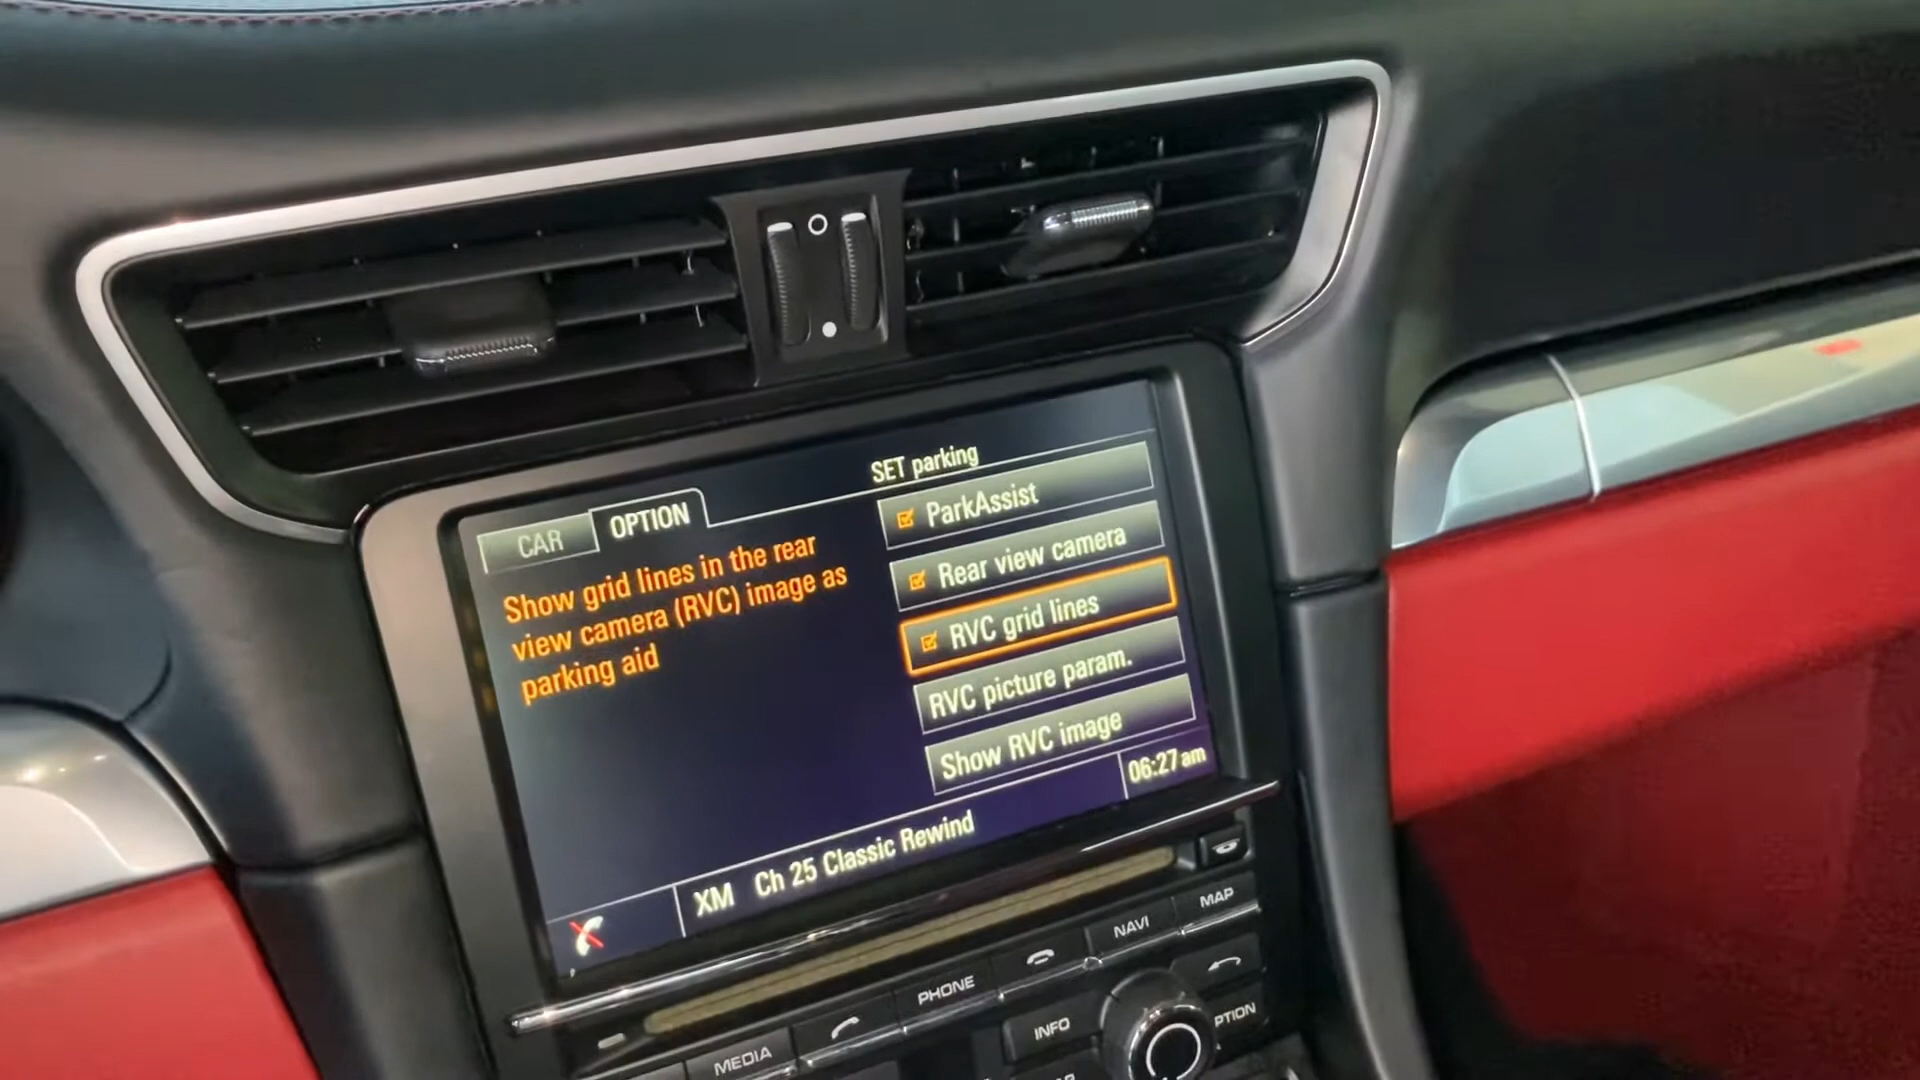 SET parking
CAR
OPTION
Show grid lines in the rear
view camera (RVC) image as
parking aid
ParkAssist
Rear view camera
RVC grid lines
RVC picture param.
Show RVC image
06:27 am
XM Ch 25 Classic Rewind
MAP
NAVI
PHONE
MEDIA
INFO
PTION